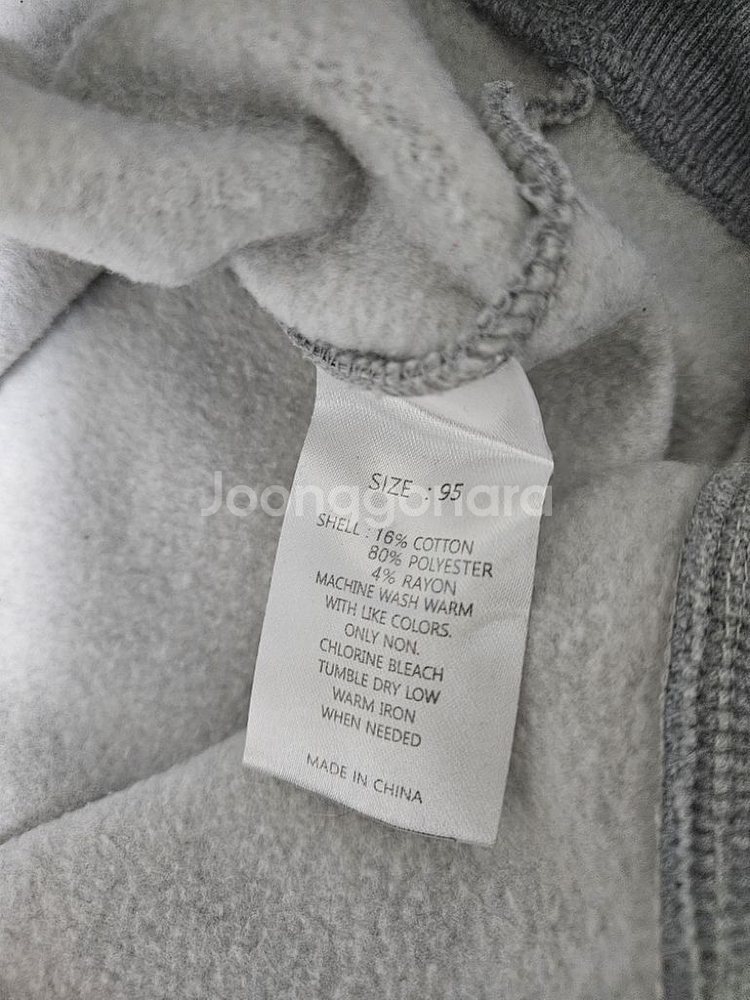 SIZE : 95
Joonggonara
SHELL : 16% COTTON
80% POLYESTER
4% RAYON
MACHINE WASH WARM
WITH LIKE COLORS.
ONLY NON.
CHLORINE BLEACH
TUMBLE DRY LOW
WARM IRON
WHEN NEEDED
MADE IN CHINA